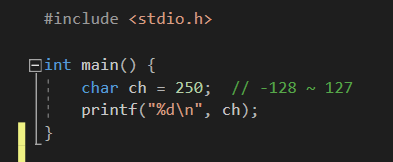 #include <stdio.h>
int main() {
char ch = 250;  // -128 ~ 127
printf("%d\n", ch);
}